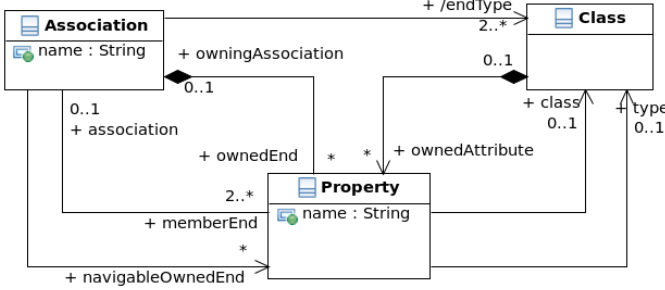 + /endType
Association
Class
2..*
name : String
+ owningAssociation
0..1
0..1
+ class
+ type
0..1
0..1
0..1
+ association
+ ownedEnd
*
*
+ ownedAttribute
Property
2..*
name : String
+ memberEnd
*
+ navigableOwnedEnd